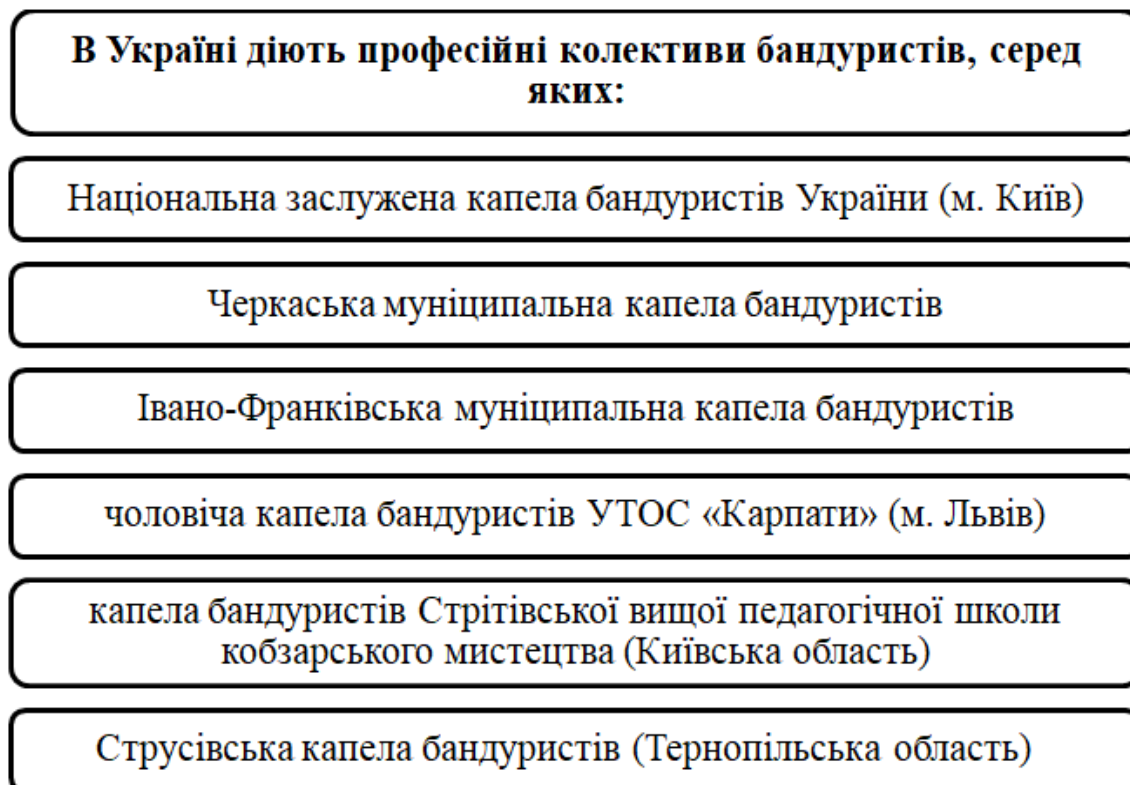 В Україні діють професійні колективи бандуристів, серед
яких:
Національна заслужена капела бандуристів України (м. Київ)
Черкаська муніципальна капела бандуристів
Івано-Франківська муніципальна капела бандуристів
чоловіча капела бандуристів УТОС «Карпати» (м. Львів)
капела бандуристів Стрітівської вищої педагогічної школи
кобзарського мистецтва (Київська область)
Струсівська капела бандуристів (Тернопільська область)